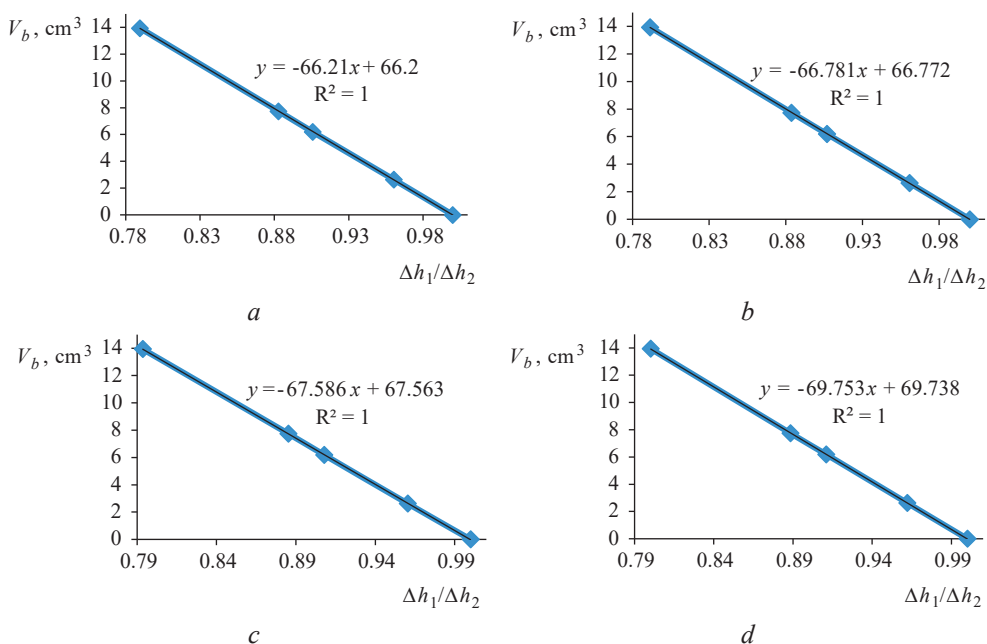 V_b, cm³
14
12
10
8
6
4
2
0
y = -66.21x + 66.2
R² = 1
0.78 0.83 0.88 0.93 0.98
Δh₁/Δh₂
a
V_b, cm³
14
12
10
8
6
4
2
0
y = -66.781x + 66.772
R² = 1
0.78 0.83 0.88 0.93 0.98
Δh₁/Δh₂
b
V_b, cm³
14
12
10
8
6
4
2
0
y =-67.586 x + 67.563
R² = 1
0.79 0.84 0.89 0.94 0.99
Δh₁/Δh₂
c
V_b, cm³
14
12
10
8
6
4
2
0
y = -69.753x + 69.738
R² = 1
0.79 0.84 0.89 0.94 0.99
Δh₁/Δh₂
d